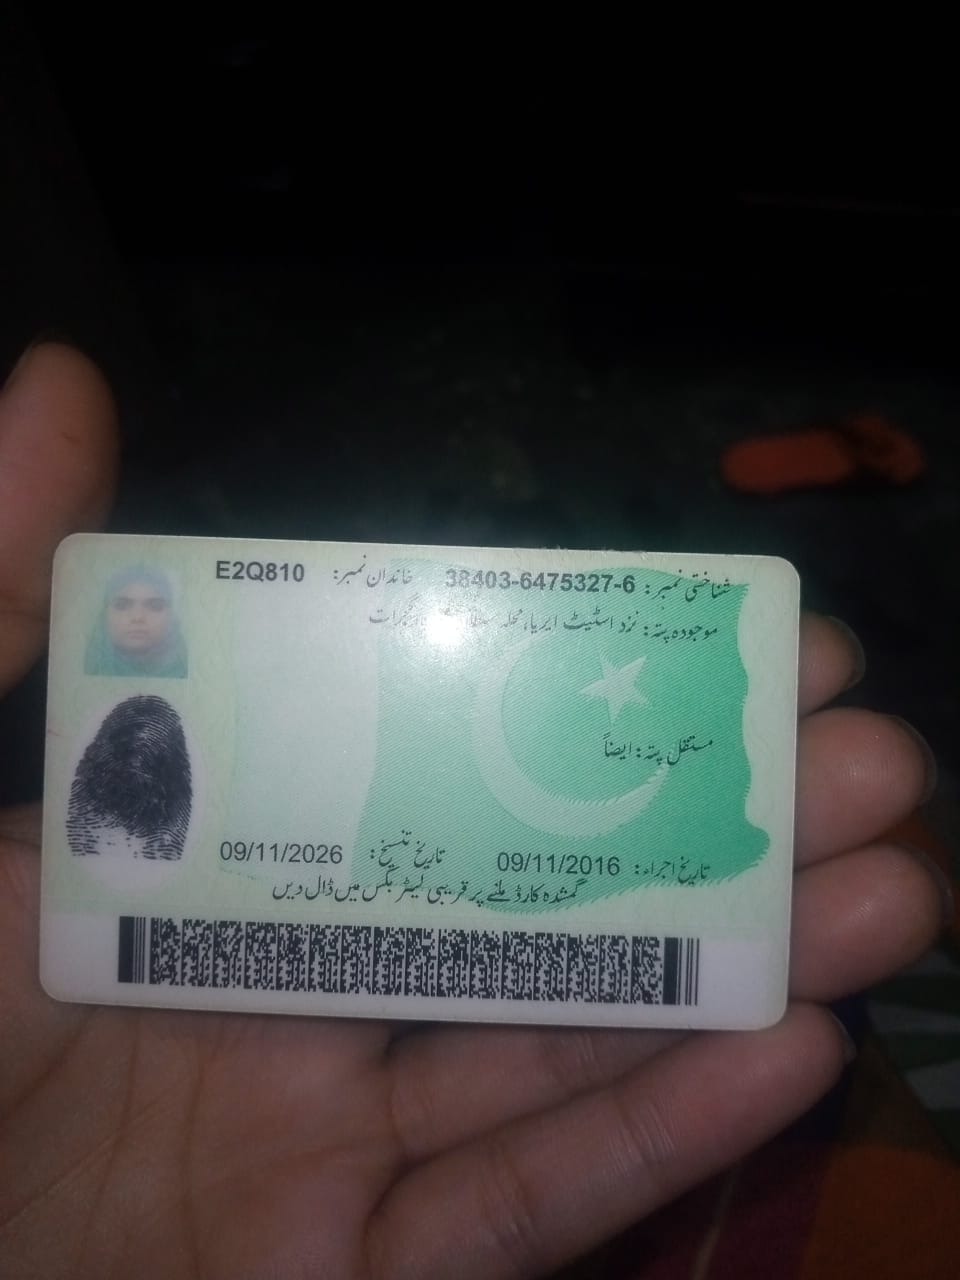 شناختی نمبر: 38403-6475327-6 خاندان نمبر: E2Q810
موجودہ پتہ: نزد اسٹیٹ ایریا، محلہ گجرات
مستقل پتہ: ایضاً
تاریخ اجراء: 09/11/2016 تاریخ تنسیخ: 09/11/2026
گمشدہ کارڈ ملنے پر قریبی لیٹر بکس میں ڈال دیں